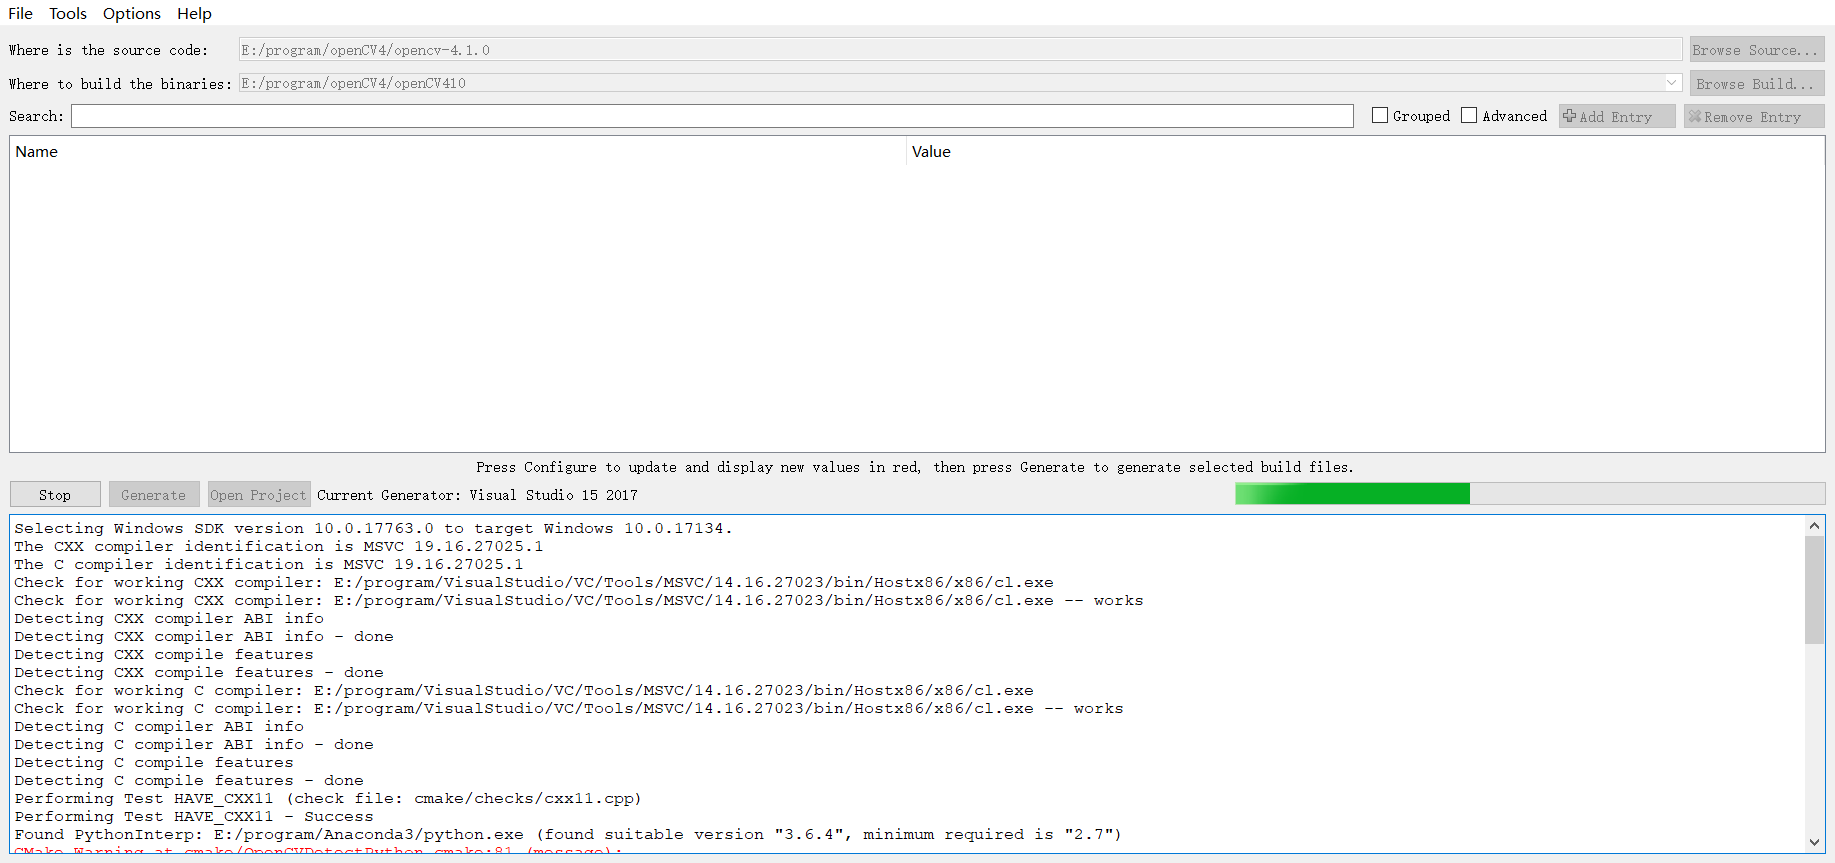 File Tools Options Help
Where is the source code: E:/program/openCV4/opencv-4.1.0 Browse Source...
Where to build the binaries: E:/program/openCV4/openCV410 Browse Build...
Search: Grouped Advanced Add Entry Remove Entry
Name Value
Press Configure to update and display new values in red, then press Generate to generate selected build files.
Stop Generate Open Project Current Generator: Visual Studio 15 2017
Selecting Windows SDK version 10.0.17763.0 to target Windows 10.0.17134.
The CXX compiler identification is MSVC 19.16.27025.1
The C compiler identification is MSVC 19.16.27025.1
Check for working CXX compiler: E:/program/VisualStudio/VC/Tools/MSVC/14.16.27023/bin/Hostx86/x86/cl.exe
Check for working CXX compiler: E:/program/VisualStudio/VC/Tools/MSVC/14.16.27023/bin/Hostx86/x86/cl.exe -- works
Detecting CXX compiler ABI info
Detecting CXX compiler ABI info - done
Detecting CXX compile features
Detecting CXX compile features - done
Check for working C compiler: E:/program/VisualStudio/VC/Tools/MSVC/14.16.27023/bin/Hostx86/x86/cl.exe
Check for working C compiler: E:/program/VisualStudio/VC/Tools/MSVC/14.16.27023/bin/Hostx86/x86/cl.exe -- works
Detecting C compiler ABI info
Detecting C compiler ABI info - done
Detecting C compile features
Detecting C compile features - done
Performing Test HAVE_CXX11 (check file: cmake/checks/cxx11.cpp)
Performing Test HAVE_CXX11 - Success
Found PythonInterp: E:/program/Anaconda3/python.exe (found suitable version "3.6.4", minimum required is "2.7")
CMake Warning at cmake/OpenCVDetectPython.cmake:81 (message):